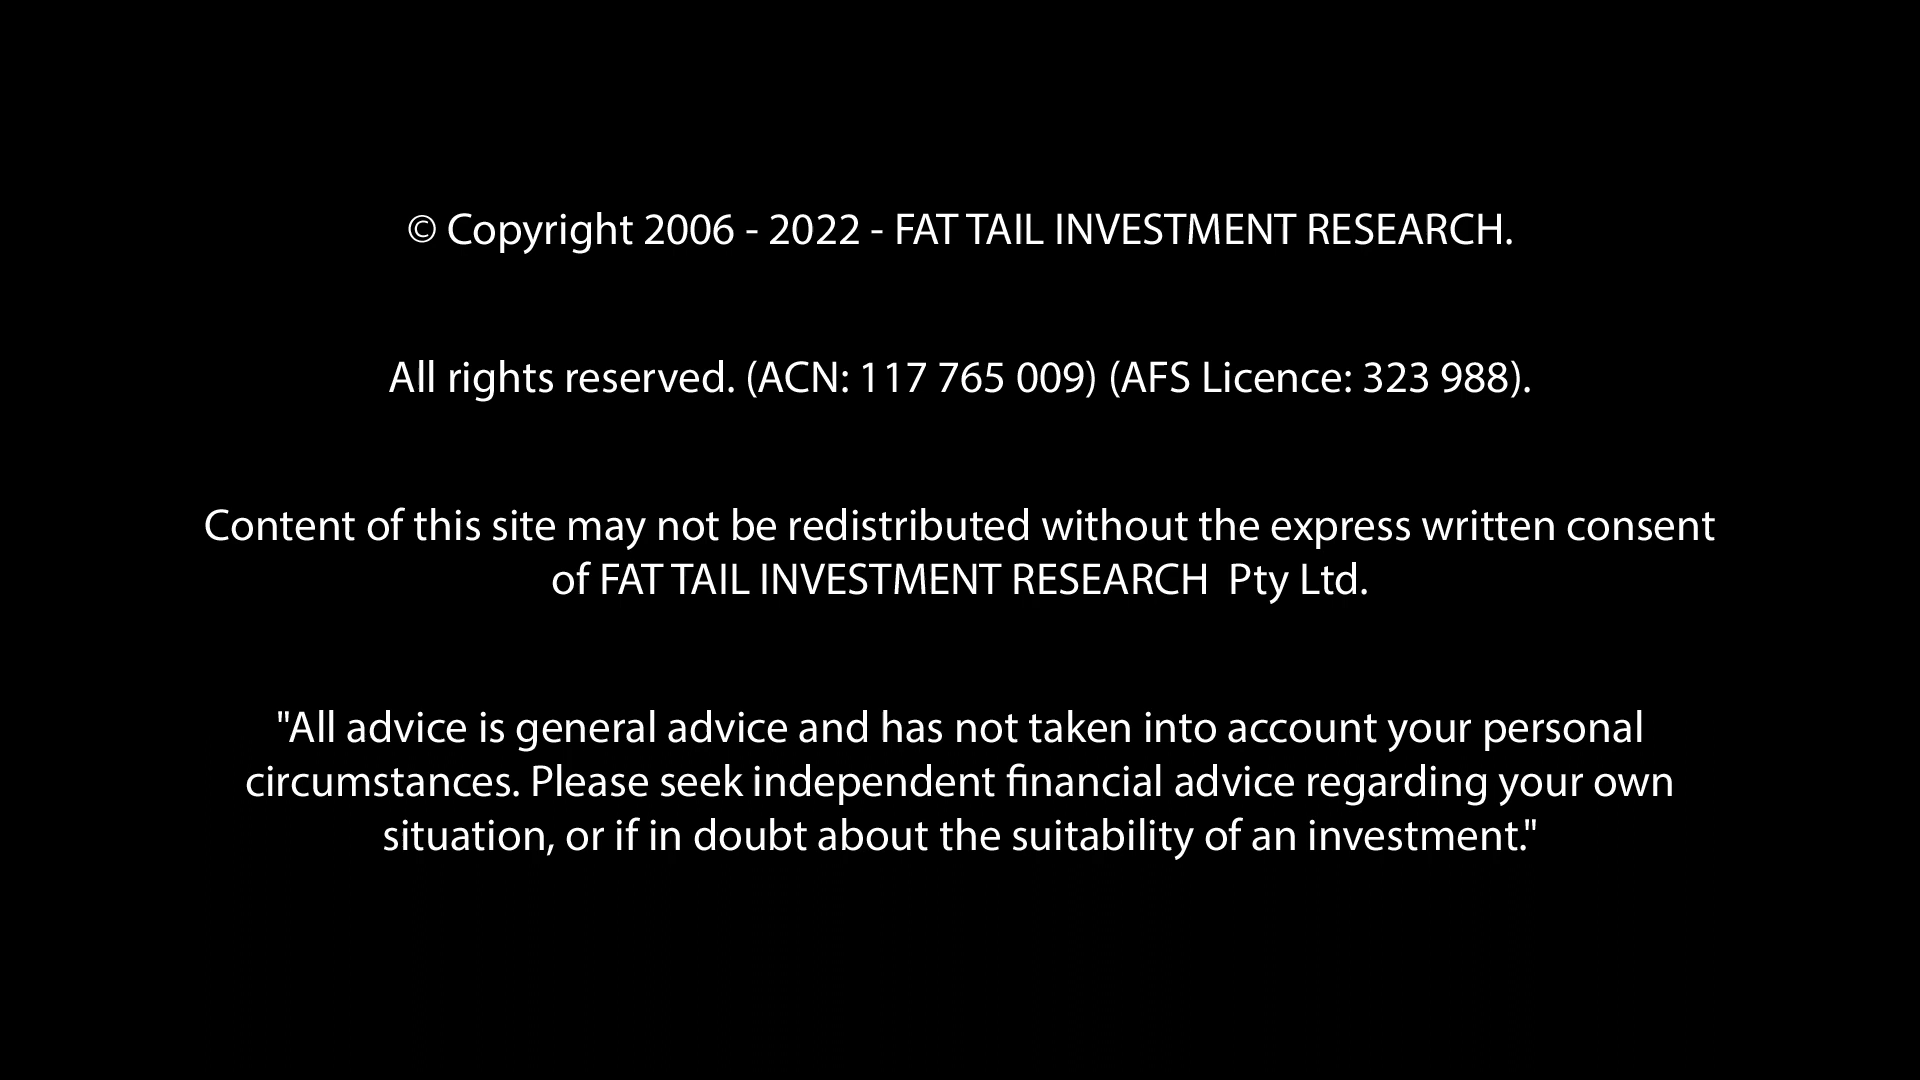 © Copyright 2006 - 2022 - FAT TAIL INVESTMENT RESEARCH.
All rights reserved. (ACN: 117 765 009) (AFS Licence: 323 988).
Content of this site may not be redistributed without the express written consent
of FAT TAIL INVESTMENT RESEARCH  Pty Ltd.
"All advice is general advice and has not taken into account your personal
circumstances. Please seek independent financial advice regarding your own
situation, or if in doubt about the suitability of an investment."